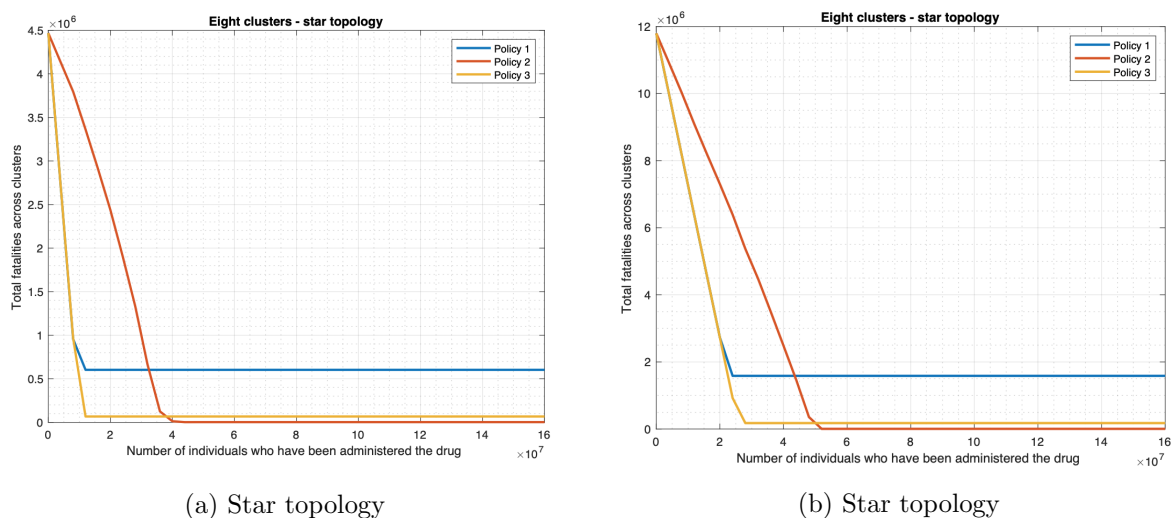 Eight clusters - star topology
×10^6
4.5
4
3.5
3
2.5
2
1.5
1
0.5
0
Total fatalities across clusters
Policy 1
Policy 2
Policy 3
0 2 4 6 8 10 12 14 16
×10^7
Number of individuals who have been administered the drug
(a) Star topology
Eight clusters - star topology
×10^6
12
10
8
6
4
2
0
Total fatalities across clusters
Policy 1
Policy 2
Policy 3
0 2 4 6 8 10 12 14 16
×10^7
Number of individuals who have been administered the drug
(b) Star topology